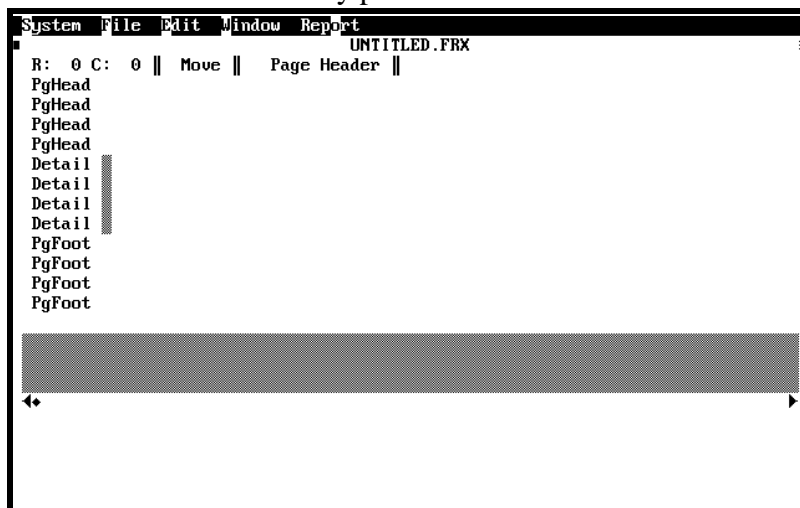 System File Edit Window Report
UNTITLED.FRX
R: 0 C: 0 ‖ Move ‖ Page Header ‖
PgHead
PgHead
PgHead
PgHead
Detail
Detail
Detail
Detail
PgFoot
PgFoot
PgFoot
PgFoot